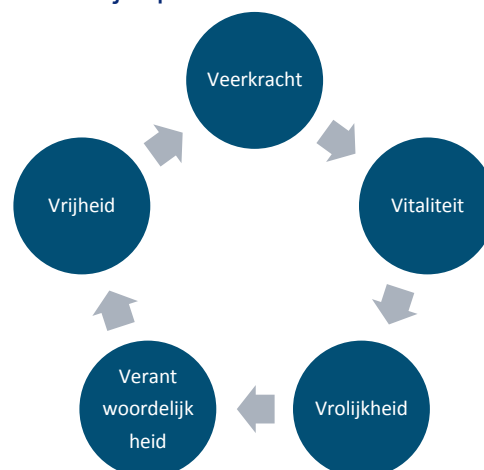 Veerkracht
Vitaliteit
Vrolijkheid
Verant
woordelijk
heid
Vrijheid